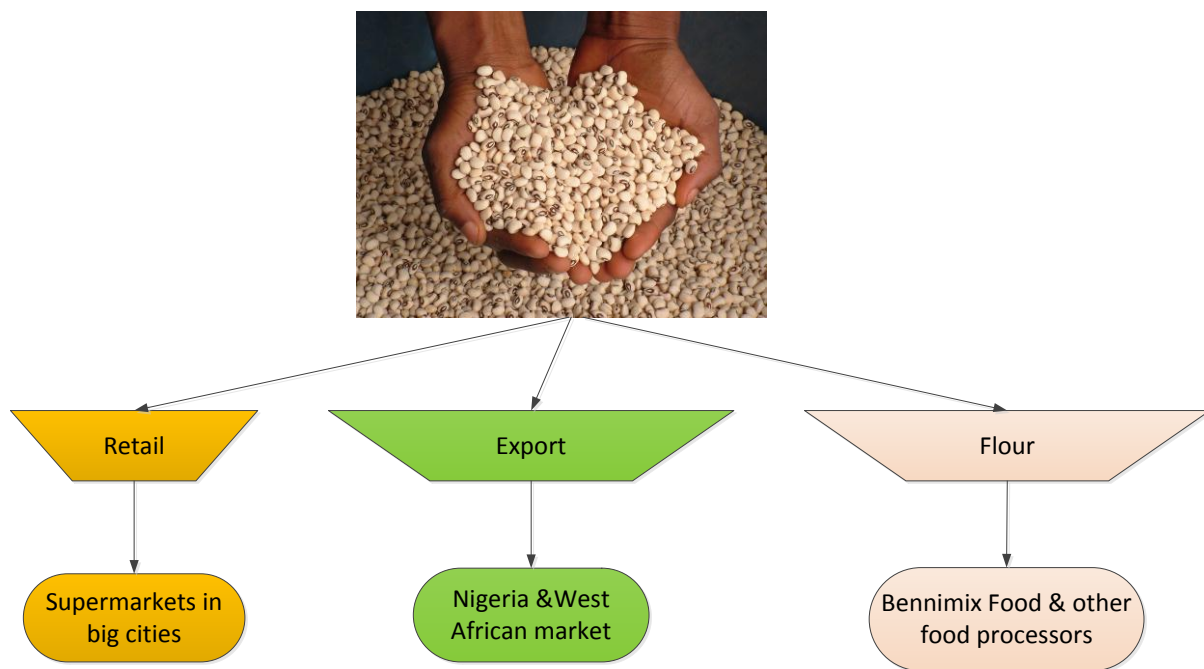 Retail
Export
Flour
Supermarkets in
big cities
Nigeria &West
African market
Bennimix Food & other
food processors